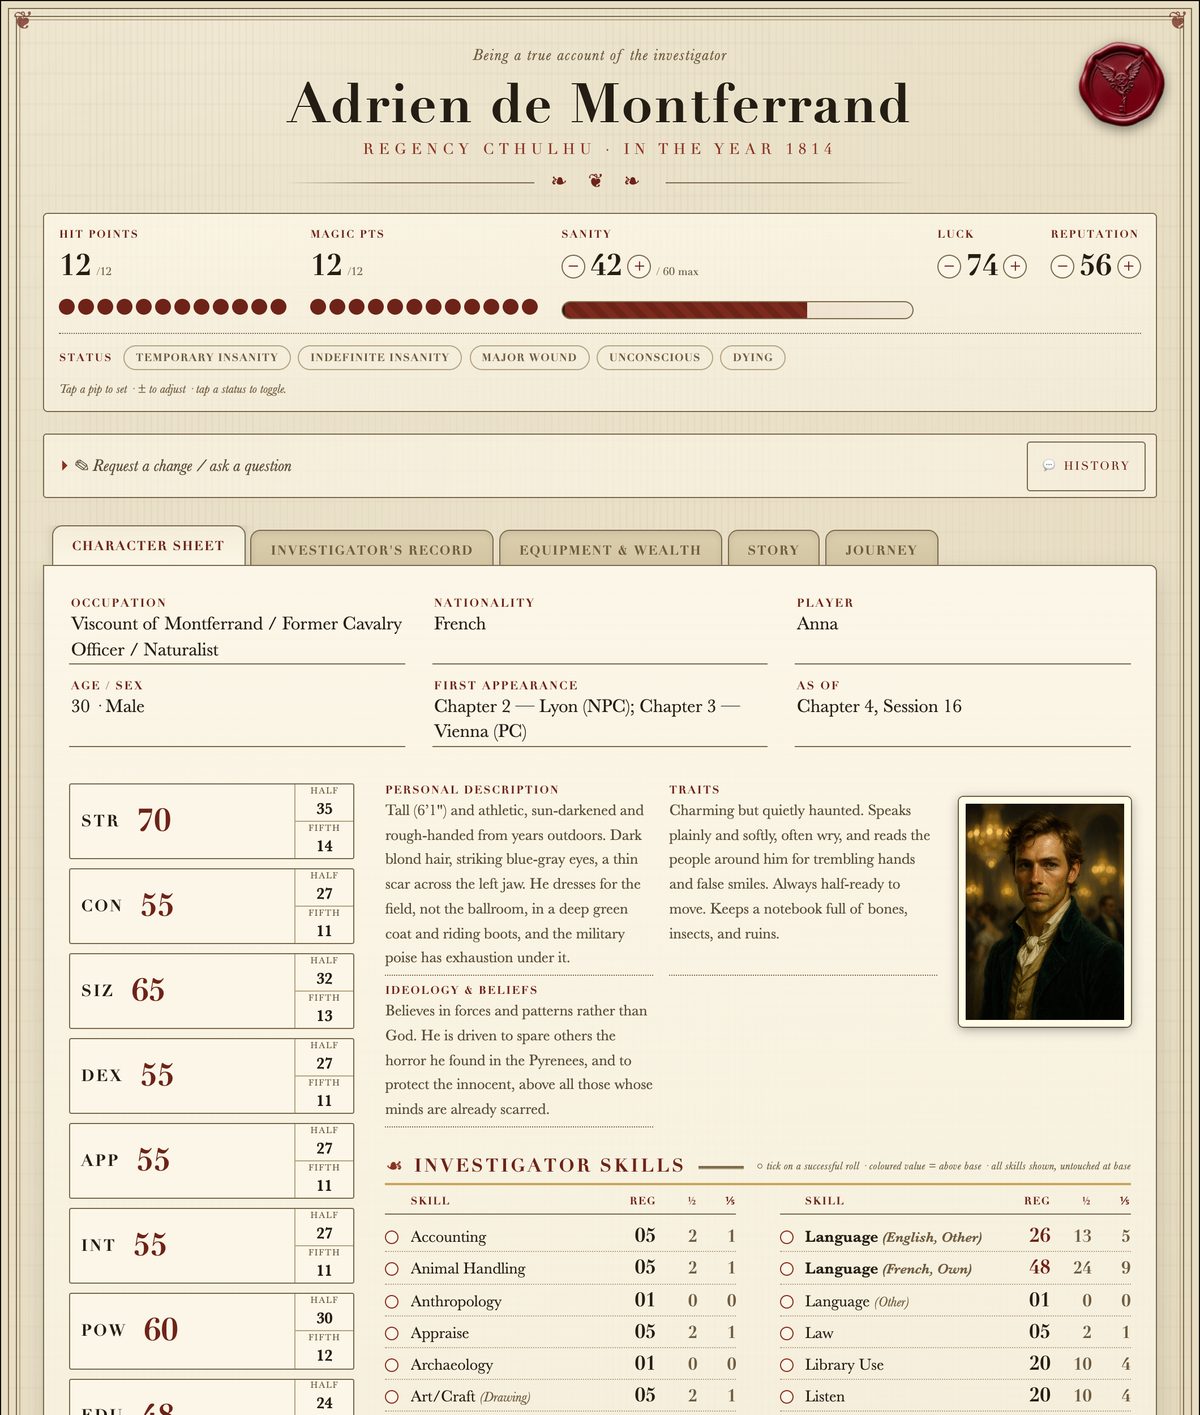 Being a true account of the investigator
Adrien de Montferrand
REGENCY CTHULHU · IN THE YEAR 1814
HIT POINTS
12 /12
MAGIC PTS
12 /12
SANITY
− 42 + / 60 max
LUCK
− 74 +
REPUTATION
− 56 +
STATUS TEMPORARY INSANITY INDEFINITE INSANITY MAJOR WOUND UNCONSCIOUS DYING
Tap a pip to set · ± to adjust · tap a status to toggle.
Request a change / ask a question
HISTORY
CHARACTER SHEET INVESTIGATOR'S RECORD EQUIPMENT & WEALTH STORY JOURNEY
OCCUPATION
Viscount of Montferrand / Former Cavalry
Officer / Naturalist
NATIONALITY
French
PLAYER
Anna
AGE / SEX
30 · Male
FIRST APPEARANCE
Chapter 2 — Lyon (NPC); Chapter 3 —
Vienna (PC)
AS OF
Chapter 4, Session 16
STR 70 HALF 35 FIFTH 14
CON 55 HALF 27 FIFTH 11
SIZ 65 HALF 32 FIFTH 13
DEX 55 HALF 27 FIFTH 11
APP 55 HALF 27 FIFTH 11
INT 55 HALF 27 FIFTH 11
POW 60 HALF 30 FIFTH 12
EDU 48 HALF 24
PERSONAL DESCRIPTION
Tall (6'1") and athletic, sun-darkened and
rough-handed from years outdoors. Dark
blond hair, striking blue-gray eyes, a thin
scar across the left jaw. He dresses for the
field, not the ballroom, in a deep green
coat and riding boots, and the military
poise has exhaustion under it.
TRAITS
Charming but quietly haunted. Speaks
plainly and softly, often wry, and reads the
people around him for trembling hands
and false smiles. Always half-ready to
move. Keeps a notebook full of bones,
insects, and ruins.
IDEOLOGY & BELIEFS
Believes in forces and patterns rather than
God. He is driven to spare others the
horror he found in the Pyrenees, and to
protect the innocent, above all those whose
minds are already scarred.
INVESTIGATOR SKILLS
○ tick on a successful roll · coloured value = above base · all skills shown, untouched at base
SKILL REG ½ ⅕
Accounting 05 2 1
Animal Handling 05 2 1
Anthropology 01 0 0
Appraise 05 2 1
Archaeology 01 0 0
Art/Craft (Drawing) 05 2 1
SKILL REG ½ ⅕
Language (English, Other) 26 13 5
Language (French, Own) 48 24 9
Language (Other) 01 0 0
Law 05 2 1
Library Use 20 10 4
Listen 20 10 4